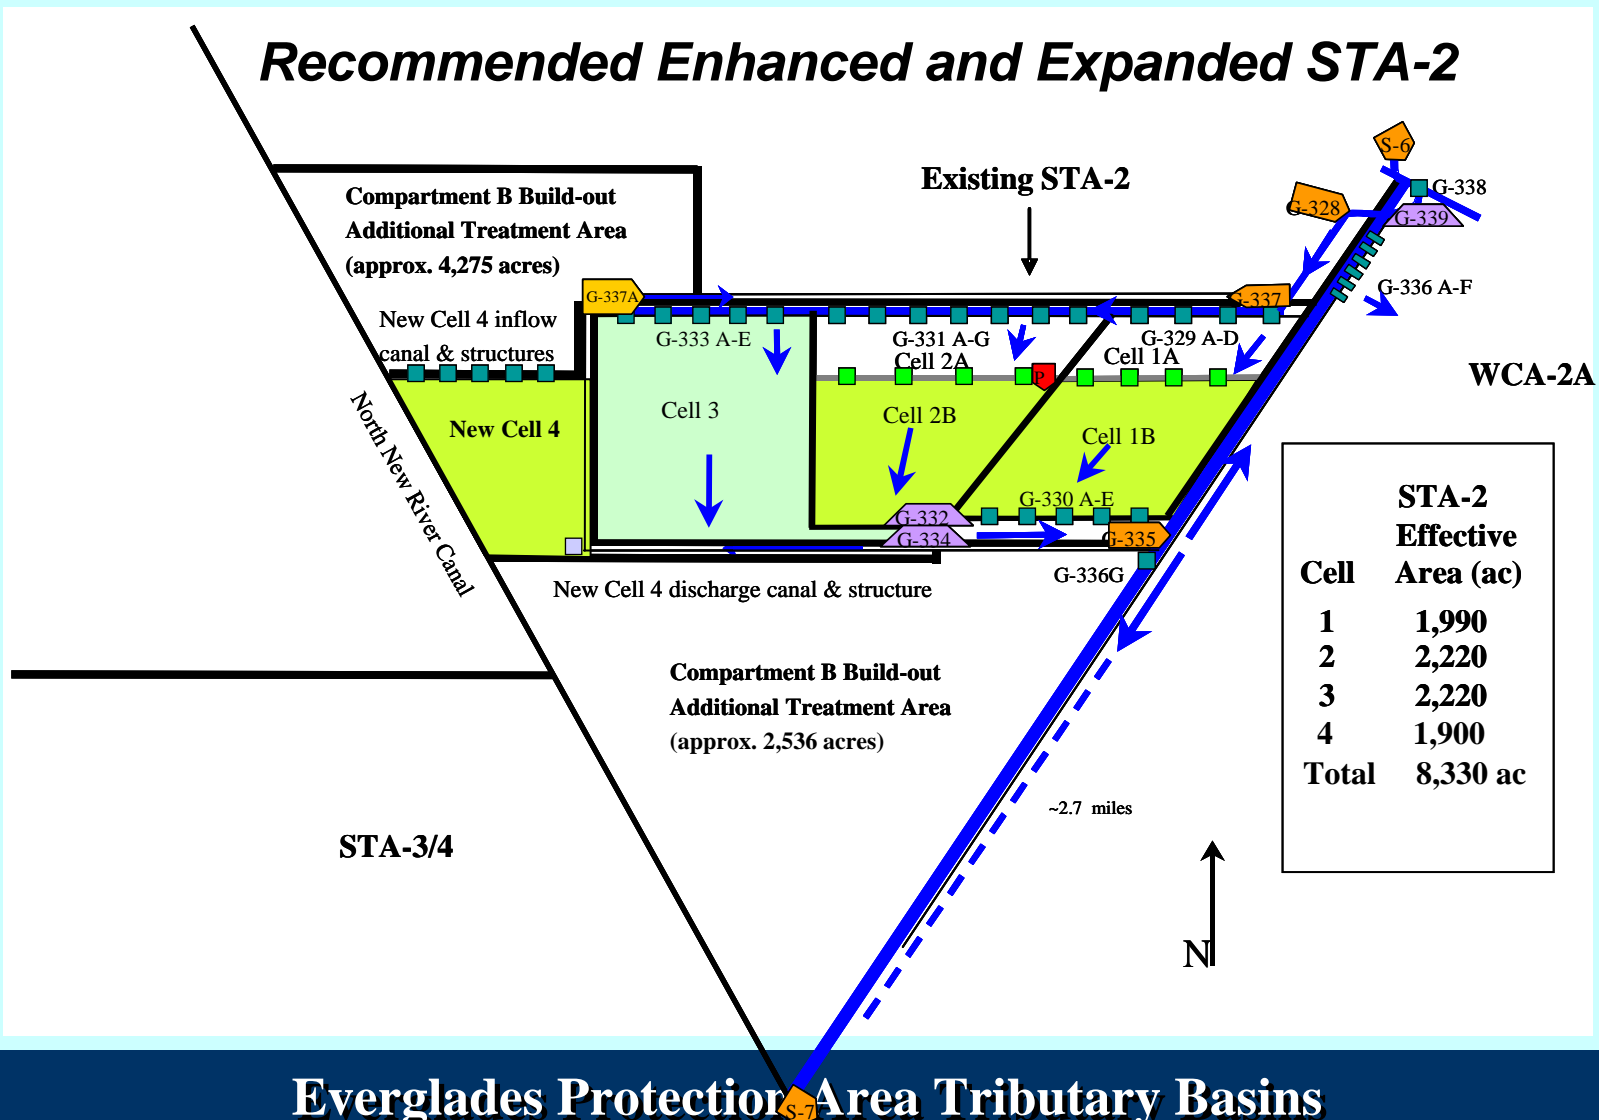 Recommended Enhanced and Expanded STA-2
S-6
G-338
G-328
G-339
Existing STA-2
Compartment B Build-out
Additional Treatment Area
(approx. 4,275 acres)
G-336 A-F
G-337A
G-337
New Cell 4 inflow
canal & structures
G-333 A-E
G-331 A-G
G-329 A-D
Cell 2A
Cell 1A
P
WCA-2A
New Cell 4
Cell 3
Cell 2B
Cell 1B
North New River Canal
G-330 A-E
G-332
G-334
G-335
G-336G
New Cell 4 discharge canal & structure
STA-2
Effective
Cell Area (ac)
1 1,990
2 2,220
3 2,220
4 1,900
Total 8,330 ac
Compartment B Build-out
Additional Treatment Area
(approx. 2,536 acres)
~2.7 miles
STA-3/4
N
Everglades Protection Area Tributary Basins
S-7